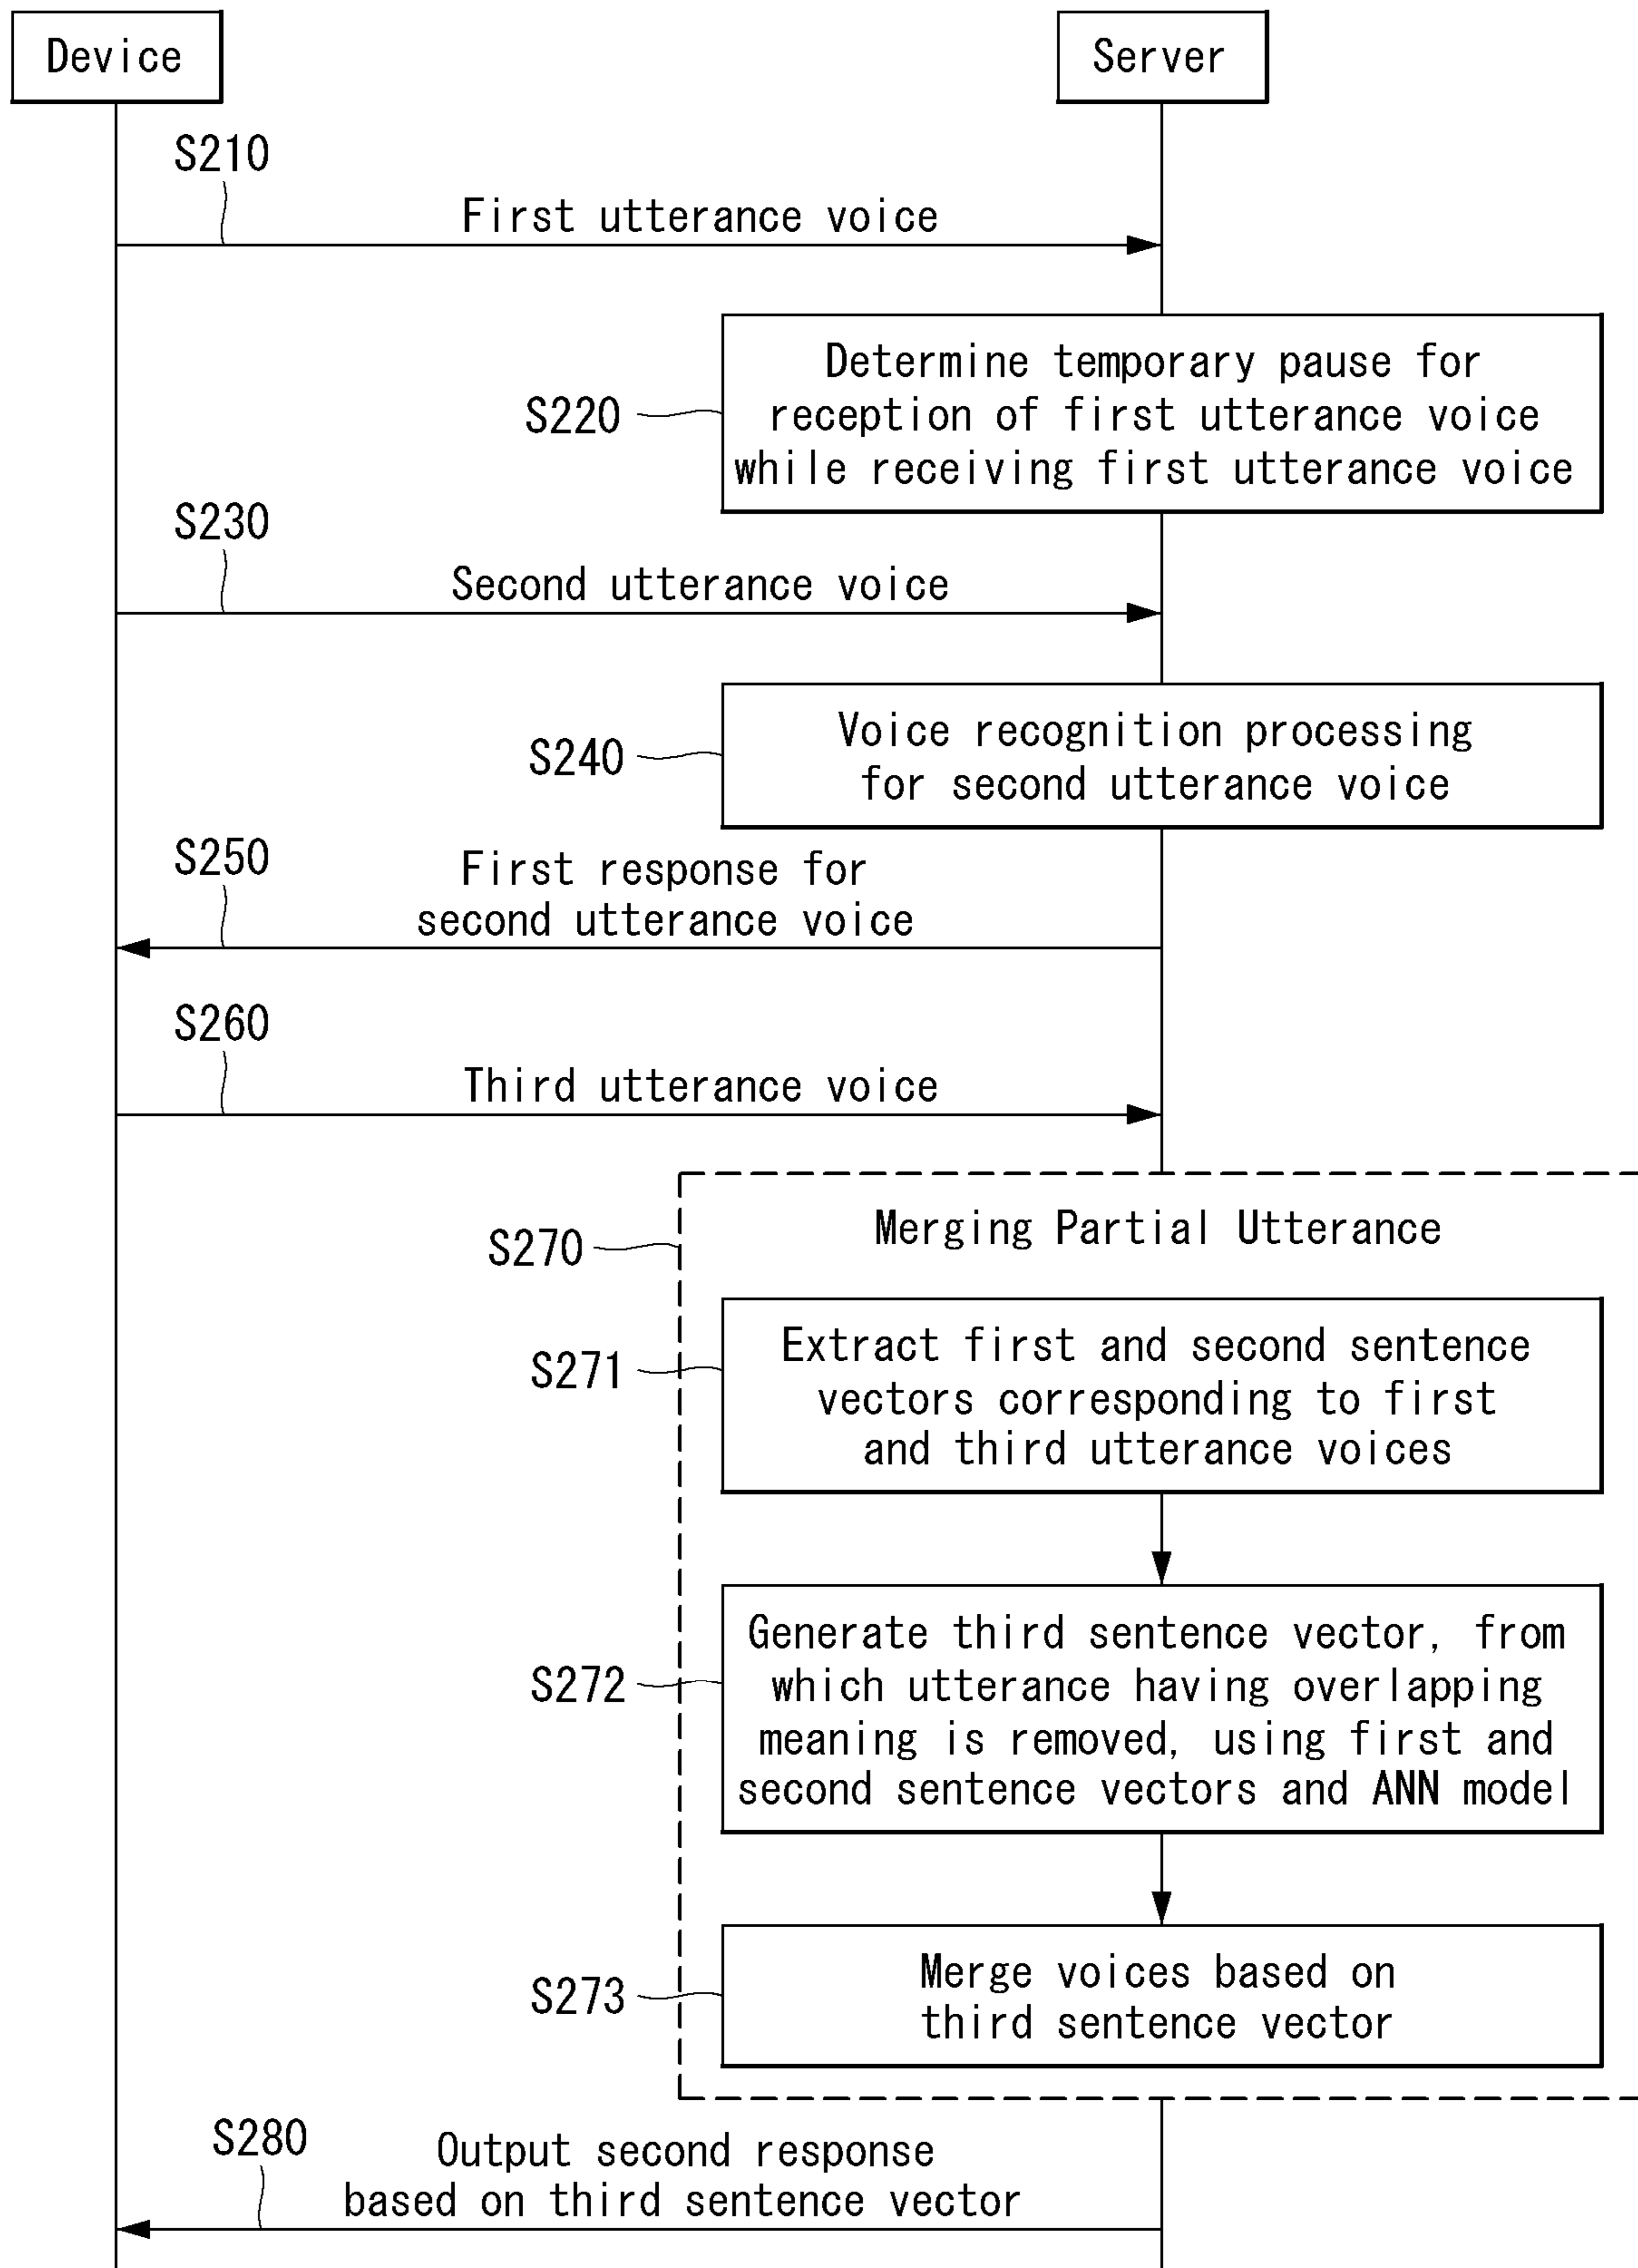 Device
Server
S210
First utterance voice
Determine temporary pause for
reception of first utterance voice
while receiving first utterance voice
S220
S230
Second utterance voice
Voice recognition processing
for second utterance voice
S240
S250
First response for
second utterance voice
S260
Third utterance voice
Merging Partial Utterance
S270
Extract first and second sentence
vectors corresponding to first
and third utterance voices
S271
Generate third sentence vector, from
which utterance having overlapping
meaning is removed, using first and
second sentence vectors and ANN model
S272
Merge voices based on
third sentence vector
S273
S280
Output second response
based on third sentence vector